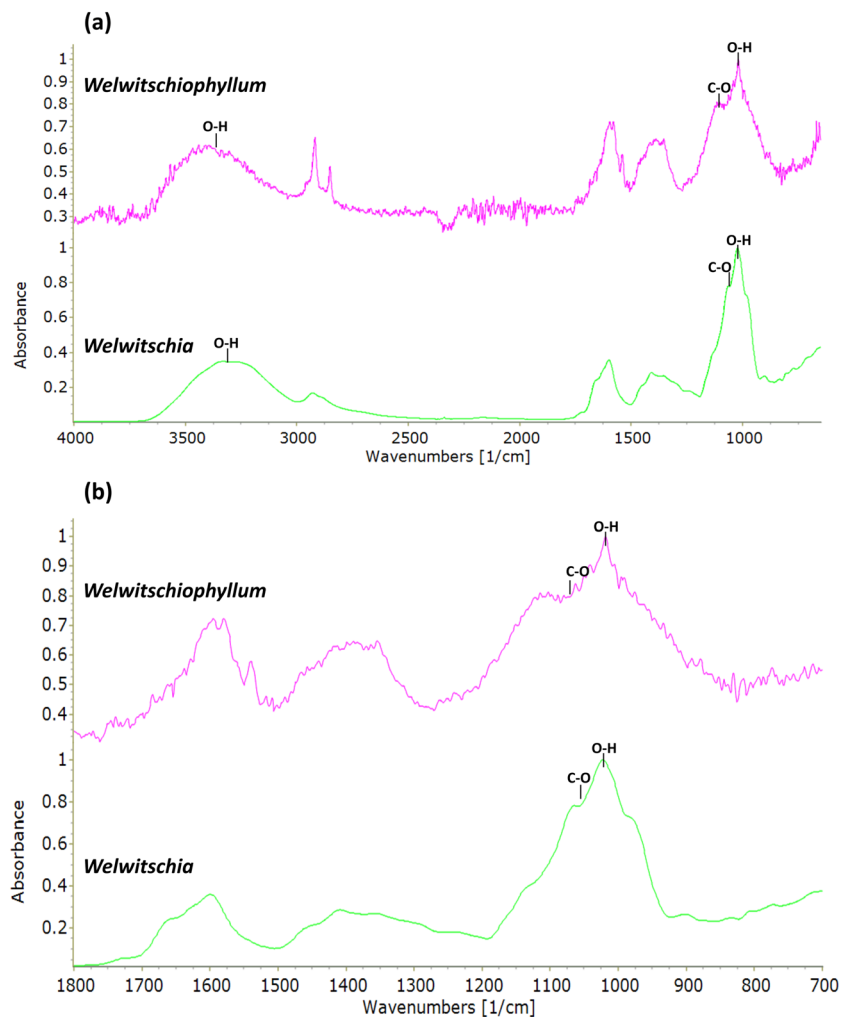 (a)
O-H
1
Welwitschiophyllum
0.9
C-O
0.8
O-H
0.7
0.6
0.5
0.4
0.3
1
O-H
C-O
0.8
0.6
Welwitschia
O-H
0.4
0.2
Absorbance
4000 3500 3000 2500 2000 1500 1000
Wavenumbers [1/cm]
(b)
O-H
1
0.9
C-O
Welwitschiophyllum
0.8
0.7
0.6
0.5
0.4
O-H
1
C-O
0.8
0.6
Welwitschia
0.4
0.2
Absorbance
1800 1700 1600 1500 1400 1300 1200 1100 1000 900 800 700
Wavenumbers [1/cm]